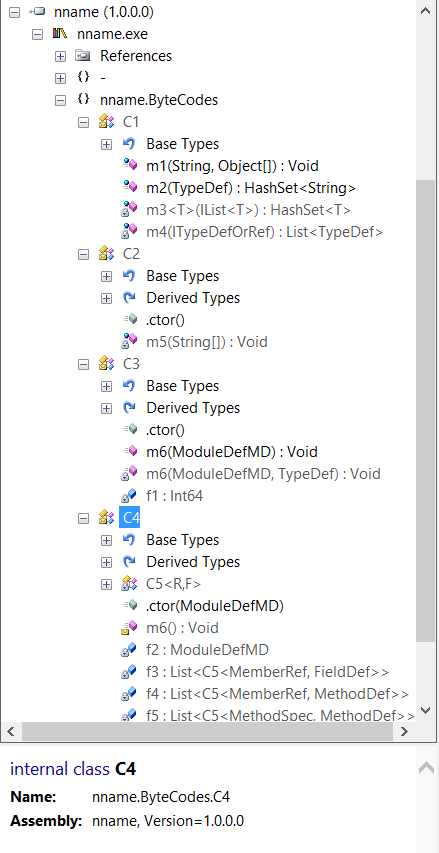 nname (1.0.0.0)
nname.exe
References
{} -
{} nname.ByteCodes
C1
Base Types
m1(String, Object[]) : Void
m2(TypeDef) : HashSet<String>
m3<T>(IList<T>) : HashSet<T>
m4(ITypeDefOrRef) : List<TypeDef>
C2
Base Types
Derived Types
.ctor()
m5(String[]) : Void
C3
Base Types
Derived Types
.ctor()
m6(ModuleDefMD) : Void
m6(ModuleDefMD, TypeDef) : Void
f1 : Int64
C4
Base Types
Derived Types
C5<R,F>
.ctor(ModuleDefMD)
m6() : Void
f2 : ModuleDefMD
f3 : List<C5<MemberRef, FieldDef>>
f4 : List<C5<MemberRef, MethodDef>>
f5 : List<C5<MethodSpec, MethodDef>>
internal class C4
Name: nname.ByteCodes.C4
Assembly: nname, Version=1.0.0.0